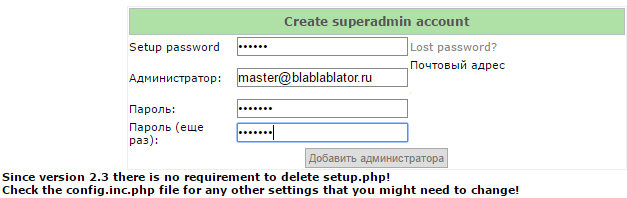 Create superadmin account
Setup password •••••• Lost password?
Администратор: master@blablablator.ru Почтовый адрес
Пароль: •••••••
Пароль (еще раз): •••••••
Добавить администратора
Since version 2.3 there is no requirement to delete setup.php!
Check the config.inc.php file for any other settings that you might need to change!